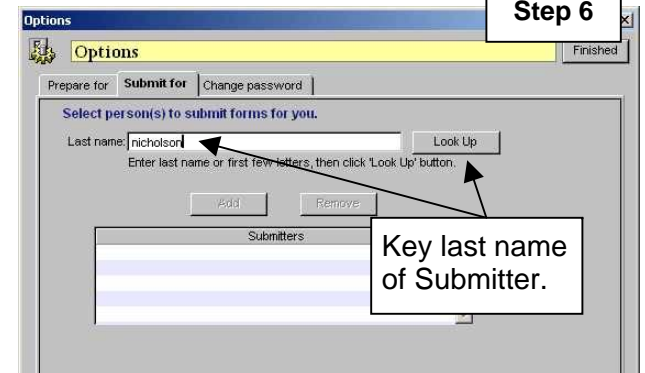 Options
Step 6
Options
Finished
Prepare for Submit for Change password
Select person(s) to submit forms for you.
Last name: nicholson Look Up
Enter last name or first few letters, then click 'Look Up' button.
Add Remove
Submitters
Key last name
of Submitter.